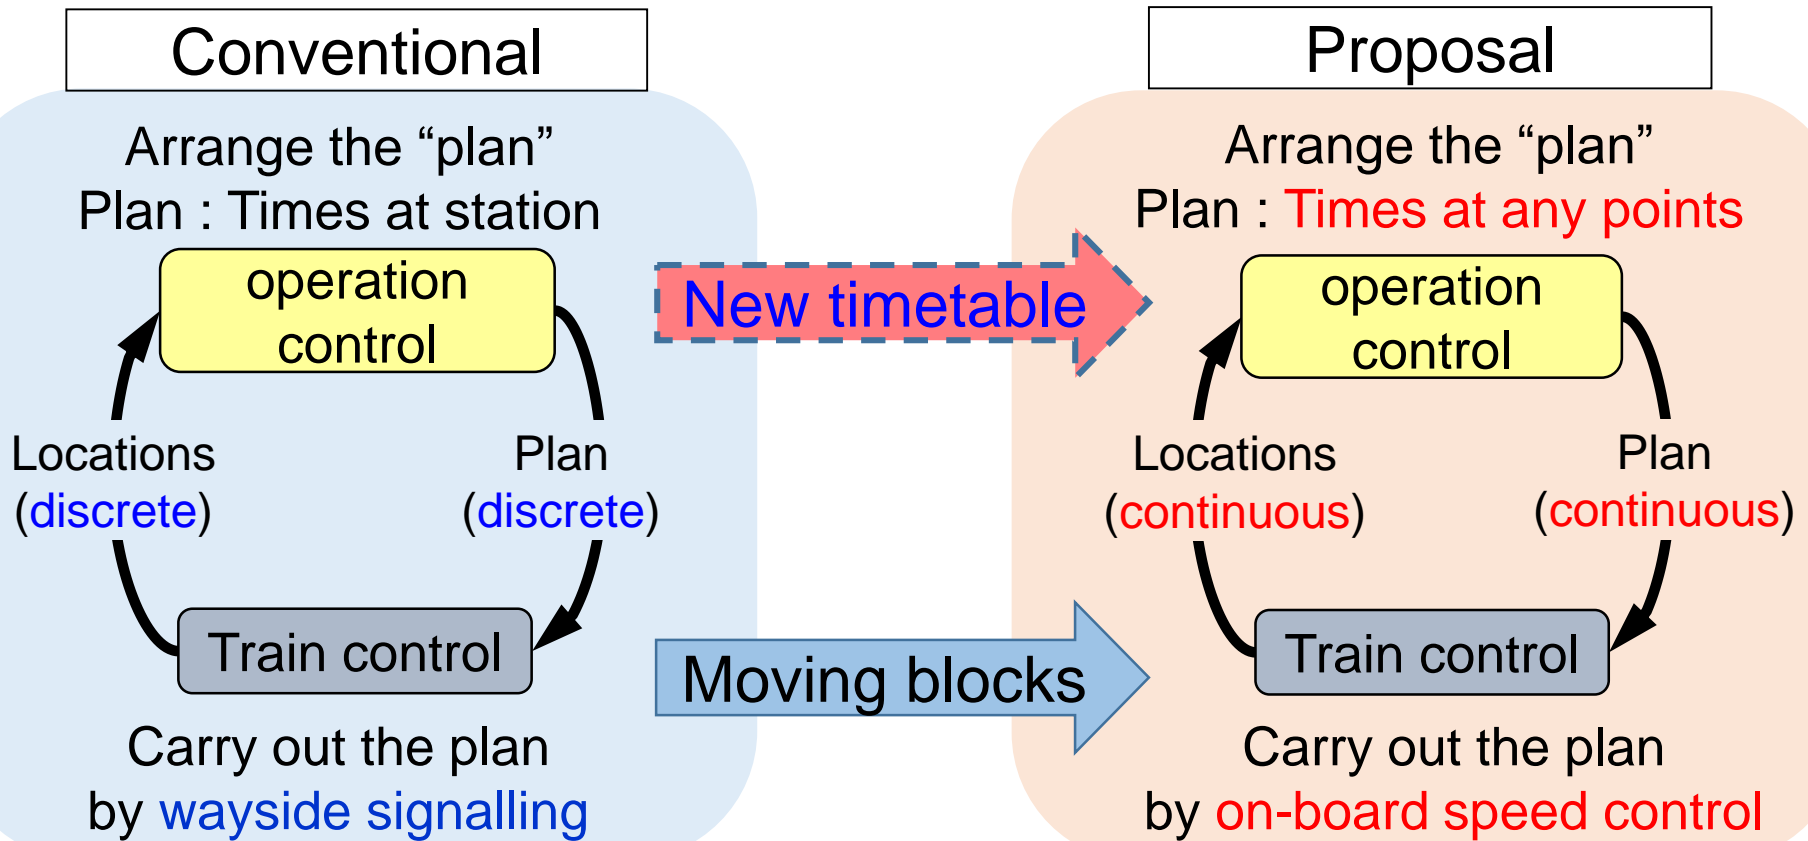 Conventional
Arrange the “plan”
Plan : Times at station
operation
control
Locations
(discrete)
Plan
(discrete)
Train control
Carry out the plan
by wayside signalling
New timetable
Moving blocks
Proposal
Arrange the “plan”
Plan : Times at any points
operation
control
Locations
(continuous)
Plan
(continuous)
Train control
Carry out the plan
by on-board speed control